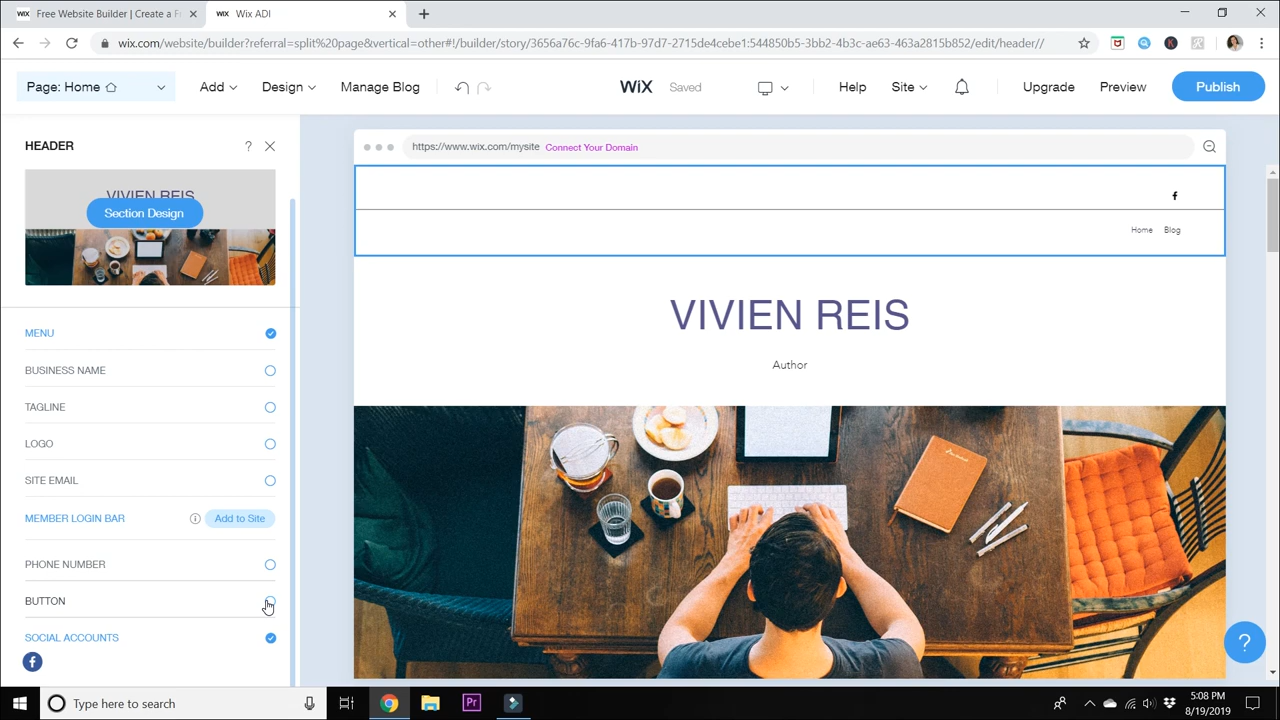 WiX Free Website Builder | Create a F
WiX Wix ADI
wix.com/website/builder?referral=split%20page&vertical=other#!/builder/story/3656a76c-9fa6-417b-97d7-2715de4cebe1:544850b5-3bb2-4b3c-ae63-463a2815b852/edit/header//
Page: Home Add Design Manage Blog WiX Saved Help Site Upgrade Preview Publish
HEADER ?
https://www.wix.com/mysite Connect Your Domain
VIVIEN REIS
Section Design
Home Blog
VIVIEN REIS
Author
MENU
BUSINESS NAME
TAGLINE
LOGO
SITE EMAIL
MEMBER LOGIN BAR Add to Site
PHONE NUMBER
BUTTON
SOCIAL ACCOUNTS
?
Type here to search
Pr
5:08 PM
8/19/2019